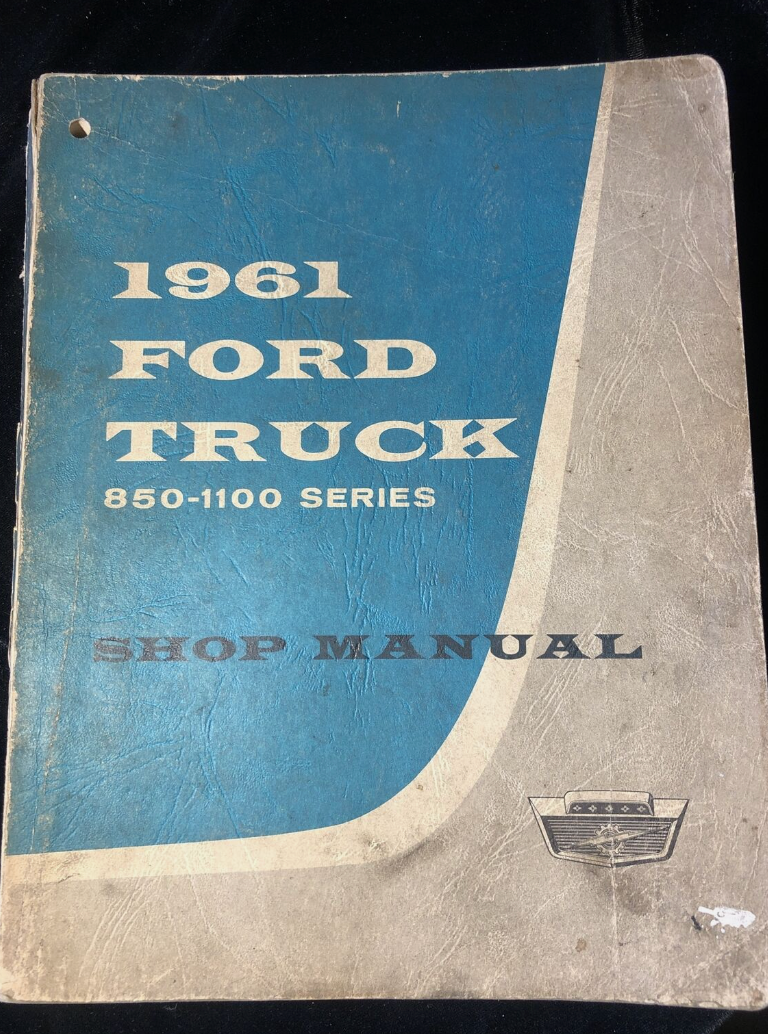 1961
FORD
TRUCK
850-1100 SERIES
SHOP MANUAL